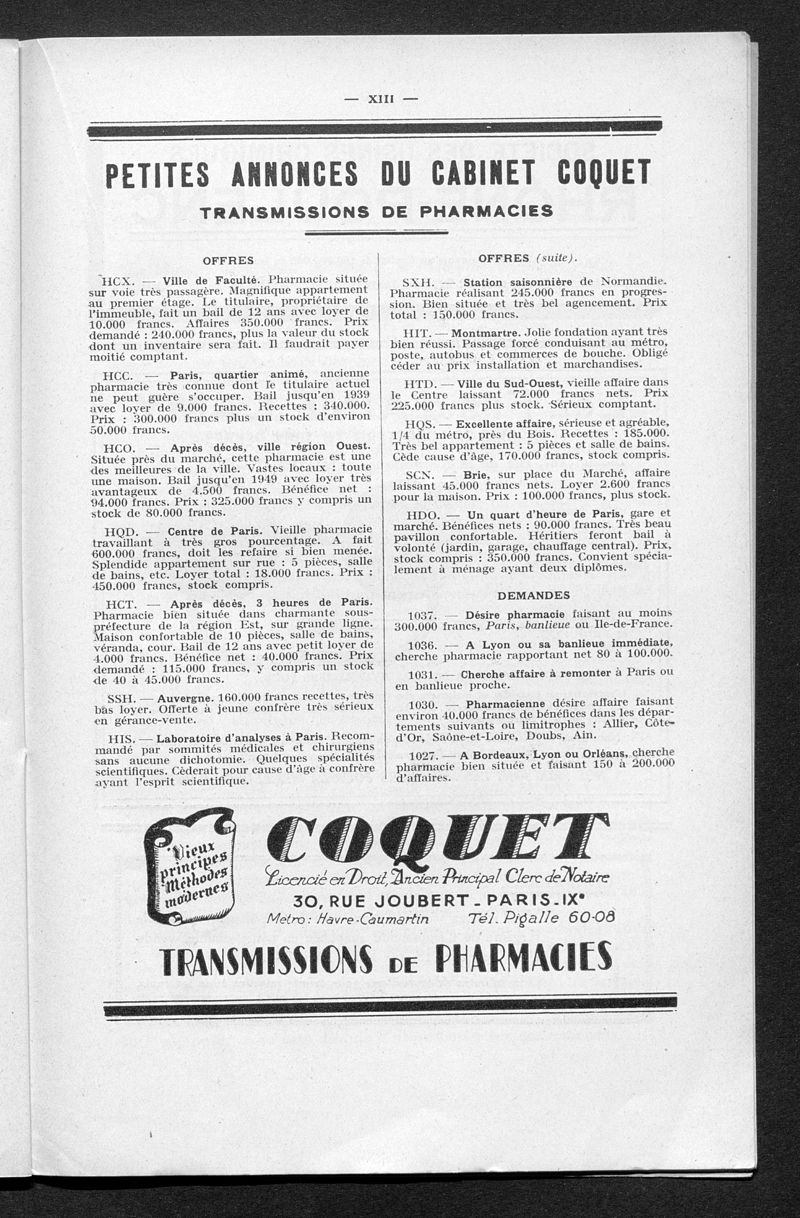 — XIII —
PETITES ANNONCES DU CABINET COQUET
TRANSMISSIONS DE PHARMACIES
OFFRES
HCX. — Ville de Faculté. Pharmacie située
sur voie très passagère. Magnifique appartement
au premier étage. Le titulaire, propriétaire de
l'immeuble, fait un bail de 12 ans avec loyer de
10.000 francs. Affaires 350.000 francs. Prix
demandé : 240.000 francs, plus la valeur du stock
dont un inventaire sera fait. Il faudrait payer
moitié comptant.
HCC. — Paris, quartier animé, ancienne
pharmacie très connue dont le titulaire actuel
ne peut guère s'occuper. Bail jusqu'en 1939
avec loyer de 9.000 francs. Recettes : 340.000.
Prix : 300.000 francs plus un stock d'environ
50.000 francs.
HCO. — Après décès, ville région Ouest.
Située près du marché, cette pharmacie est une
des meilleures de la ville. Vastes locaux : toute
une maison. Bail jusqu'en 1949 avec loyer très
avantageux de 4.500 francs. Bénéfice net :
94.000 francs. Prix : 325.000 francs y compris un
stock de 80.000 francs.
HQD. — Centre de Paris. Vieille pharmacie
travaillant à très gros pourcentage. A fait
600.000 francs, doit les refaire si bien menée.
Splendide appartement sur rue : 5 pièces, salle
de bains, etc. Loyer total : 18.000 francs. Prix :
450.000 francs, stock compris.
HCT. — Après décès, 3 heures de Paris.
Pharmacie bien située dans charmante sous-
préfecture de la région Est, sur grande ligne.
Maison confortable de 10 pièces, salle de bains,
véranda, cour. Bail de 12 ans avec petit loyer de
4.000 francs. Bénéfice net : 40.000 francs. Prix
demandé : 115.000 francs, y compris un stock
de 40 à 45.000 francs.
SSH. — Auvergne. 160.000 francs recettes, très
bas loyer. Offerte à jeune confrère très sérieux
en gérance-vente.
HIS. — Laboratoire d'analyses à Paris. Recom-
mandé par sommités médicales et chirurgiens
sans aucune dichotomie. Quelques spécialités
scientifiques. Cèderait pour cause d'âge à confrère
ayant l'esprit scientifique.
OFFRES (suite).
SXH. — Station saisonnière de Normandie.
Pharmacie réalisant 245.000 francs en progres-
sion. Bien située et très bel agencement. Prix
total : 150.000 francs.
HIT. — Montmartre. Jolie fondation ayant très
bien réussi. Passage forcé conduisant au métro,
poste, autobus et commerces de bouche. Obligé
céder au prix installation et marchandises.
HTD. — Ville du Sud-Ouest, vieille affaire dans
le Centre laissant 72.000 francs nets. Prix
225.000 francs plus stock. Sérieux comptant.
HQS. — Excellente affaire, sérieuse et agréable,
1/4 du métro, près du Bois. Recettes : 185.000.
Très bel appartement : 5 pièces et salle de bains.
Cède cause d'âge, 170.000 francs, stock compris.
SCX. — Brie, sur place du Marché, affaire
laissant 45.000 francs nets. Loyer 2.600 francs
pour la maison. Prix : 100.000 francs, plus stock.
HDO. — Un quart d'heure de Paris, gare et
marché. Bénéfices nets : 90.000 francs. Très beau
pavillon confortable. Héritiers feront bail à
volonté (jardin, garage, chauffage central). Prix,
stock compris : 350.000 francs. Convient spécia-
lement à ménage ayant deux diplômes.
DEMANDES
1037. — Désire pharmacie faisant au moins
300.000 francs, Paris, banlieue ou Ile-de-France.
1036. — A Lyon ou sa banlieue immédiate,
cherche pharmacie rapportant net 80 à 100.000.
1031. — Cherche affaire à remonter à Paris ou
en banlieue proche.
1030. — Pharmacienne désire affaire faisant
environ 40.000 francs de bénéfices dans les dépar-
tements suivants ou limitrophes : Allier, Côte-
d'Or, Saône-et-Loire, Doubs, Ain.
1027. — A Bordeaux, Lyon ou Orléans, cherche
pharmacie bien située et faisant 150 à 200.000
d'affaires.
Vieux
principes
Méthodes
modernes
COQUET
Licencié en Droit, Ancien Principal Clerc de Notaire
30, RUE JOUBERT - PARIS-IXe
Métro : Havre-Caumartin Tél. Pigalle 60-08
TRANSMISSIONS DE PHARMACIES